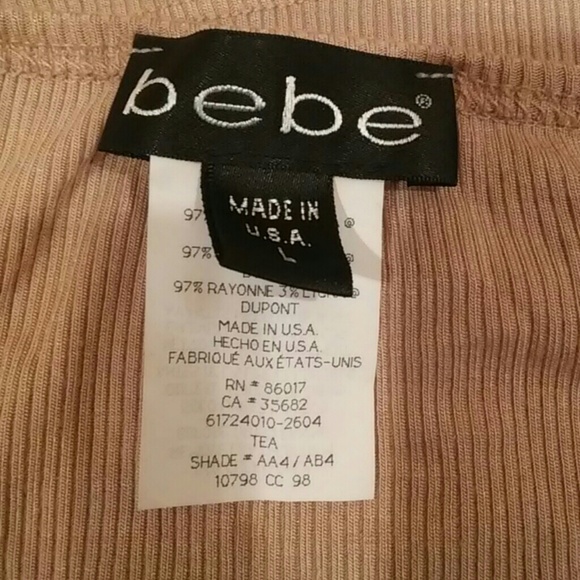 bebe®
MADE IN
U.S.A.
L
97%
@
97%
@
97% RAYONNE 3% @
DUPONT
MADE IN U.S.A.
HECHO EN U.S.A.
FABRIQUÉ AUX ÉTATS-UNIS
RN # 86017
CA # 35682
61724010-2604
TEA
SHADE # AA4 / AB4
10798 CC 98